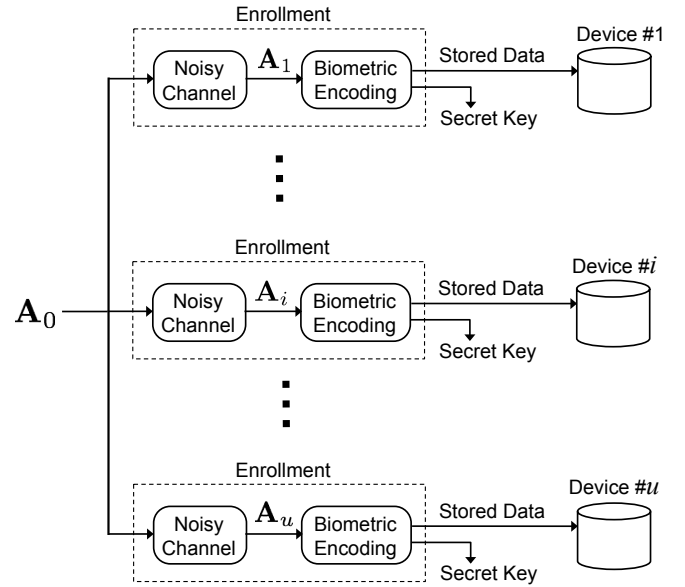 Enrollment
Device #1
Noisy
Channel
A₁
Biometric
Encoding
Stored Data
Secret Key
Enrollment
Device #i
A₀
Noisy
Channel
Aᵢ
Biometric
Encoding
Stored Data
Secret Key
Enrollment
Device #u
Noisy
Channel
Aᵤ
Biometric
Encoding
Stored Data
Secret Key